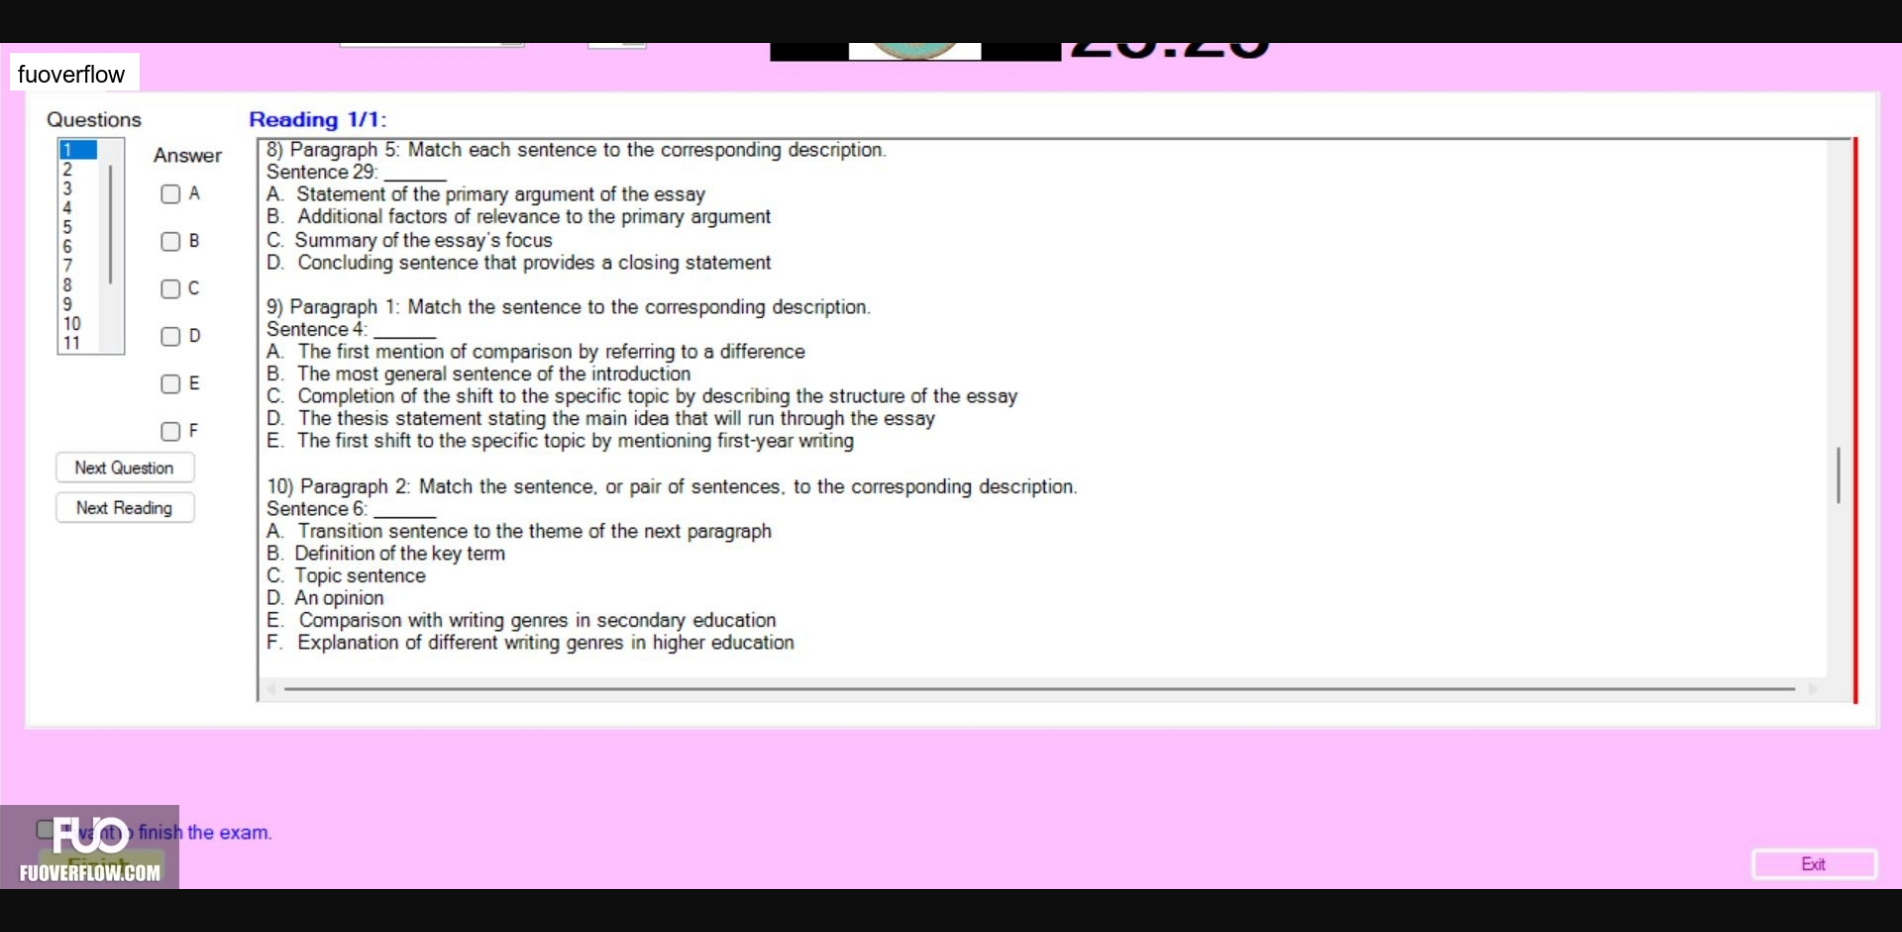 fuoverflow
Questions
Reading 1/1:
1
2
3
4
5
6
7
8
9
10
11
Answer
A
B
C
D
E
F
Next Question
Next Reading
8) Paragraph 5: Match each sentence to the corresponding description.
Sentence 29: ______
A. Statement of the primary argument of the essay
B. Additional factors of relevance to the primary argument
C. Summary of the essay's focus
D. Concluding sentence that provides a closing statement
9) Paragraph 1: Match the sentence to the corresponding description.
Sentence 4: ______
A. The first mention of comparison by referring to a difference
B. The most general sentence of the introduction
C. Completion of the shift to the specific topic by describing the structure of the essay
D. The thesis statement stating the main idea that will run through the essay
E. The first shift to the specific topic by mentioning first-year writing
10) Paragraph 2: Match the sentence, or pair of sentences, to the corresponding description.
Sentence 6: ______
A. Transition sentence to the theme of the next paragraph
B. Definition of the key term
C. Topic sentence
D. An opinion
E. Comparison with writing genres in secondary education
F. Explanation of different writing genres in higher education
want to finish the exam.
FUO
FUOVERFLOW.COM
Exit